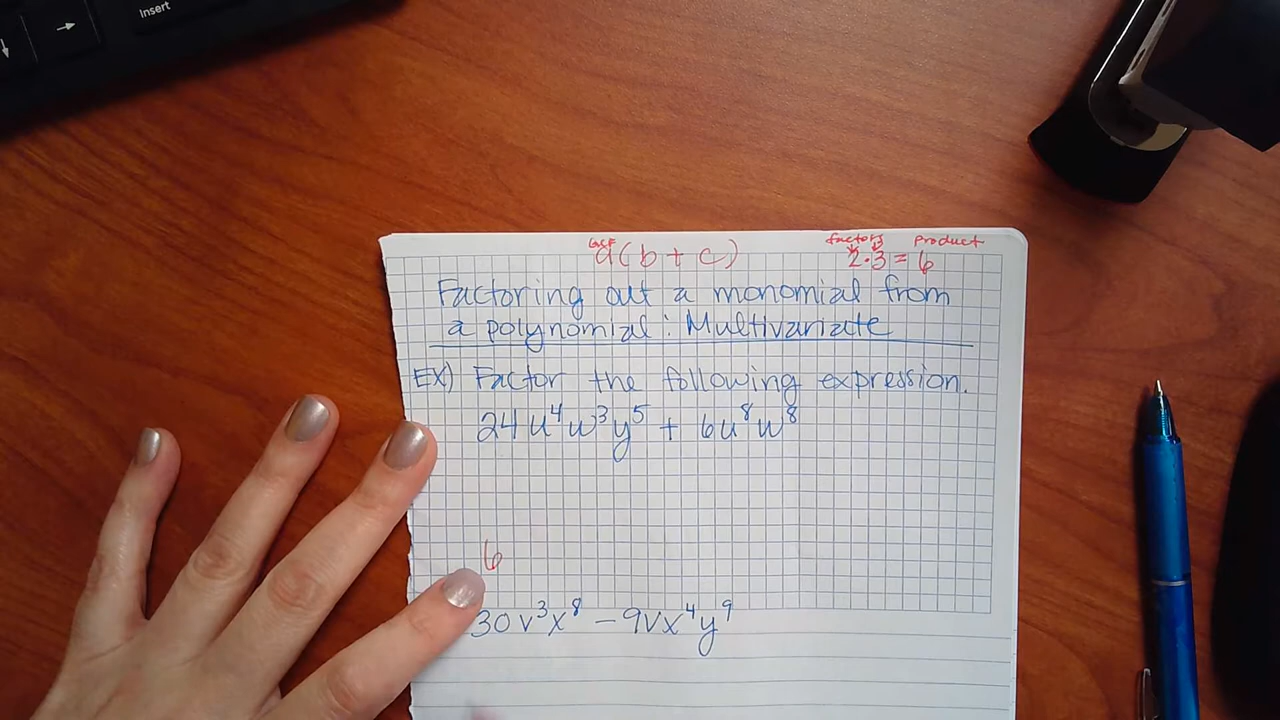 Insert
GCF
factors product
a(b + c) 2·3 = 6
Factoring out a monomial from
a polynomial: Multivariate
EX) Factor the following expression.
24u⁴w³y⁵ + 6u⁸w⁸
6
30v³x⁸ − 9vx⁴y⁹